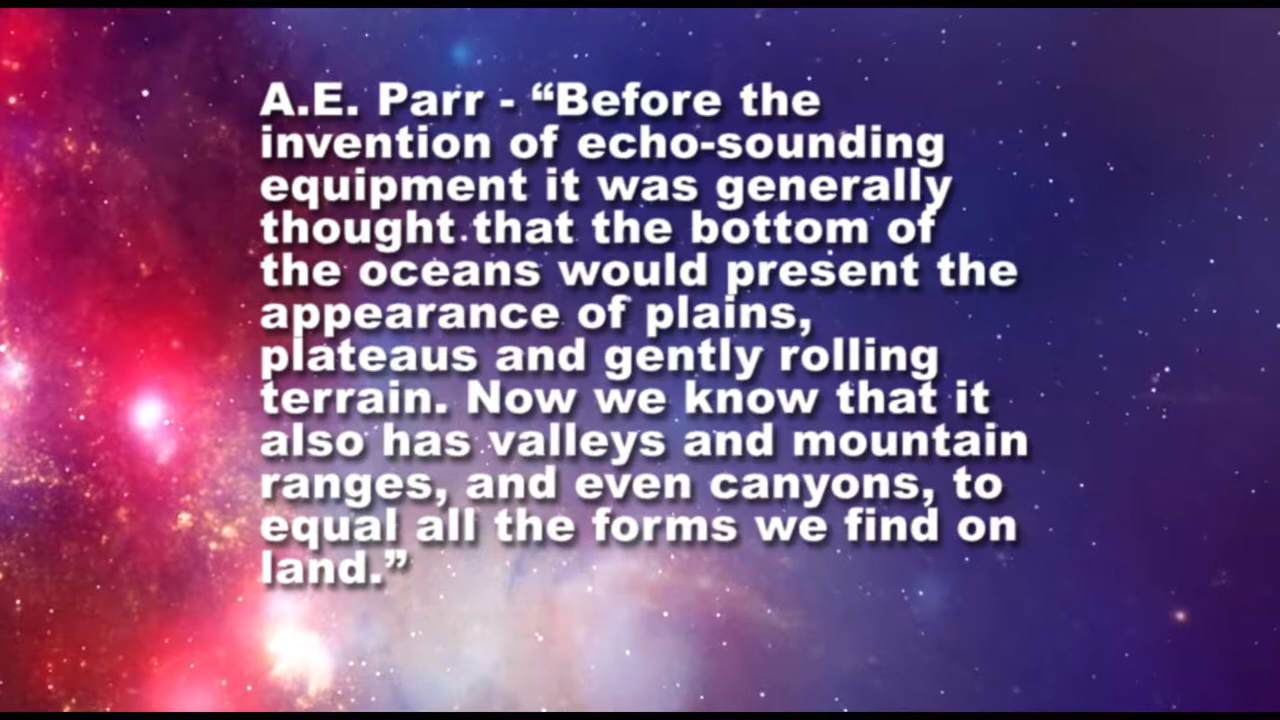 A.E. Parr - “Before the
invention of echo-sounding
equipment it was generally
thought that the bottom of
the oceans would present the
appearance of plains,
plateaus and gently rolling
terrain. Now we know that it
also has valleys and mountain
ranges, and even canyons, to
equal all the forms we find on
land.”